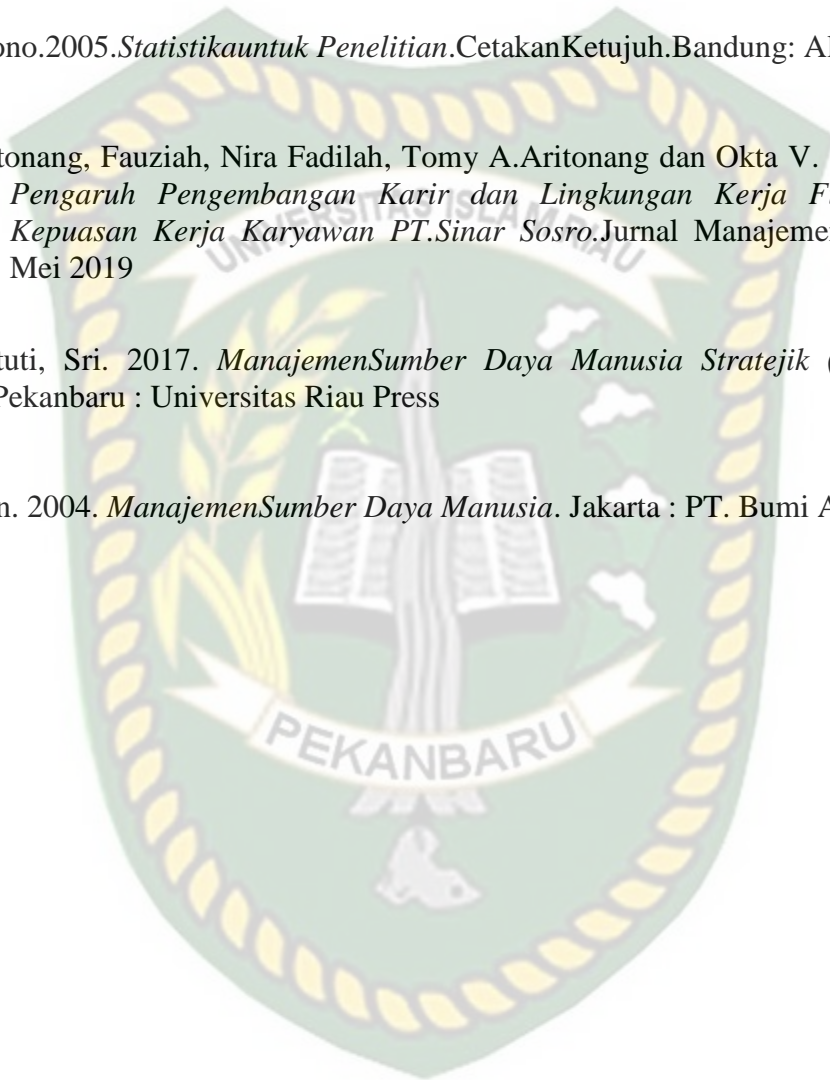 ono.2005.Statistikauntuk Penelitian.CetakanKetujuh.Bandung: Al
tonang, Fauziah, Nira Fadilah, Tomy A.Aritonang dan Okta V.
Pengaruh Pengembangan Karir dan Lingkungan Kerja F
Kepuasan Kerja Karyawan PT.Sinar Sosro.Jurnal Manajeme
Mei 2019
UNIVERSITAS ISLAM RIAU
tuti, Sri. 2017. ManajemenSumber Daya Manusia Stratejik (
Pekanbaru : Universitas Riau Press
n. 2004. ManajemenSumber Daya Manusia. Jakarta : PT. Bumi A
PEKANBARU